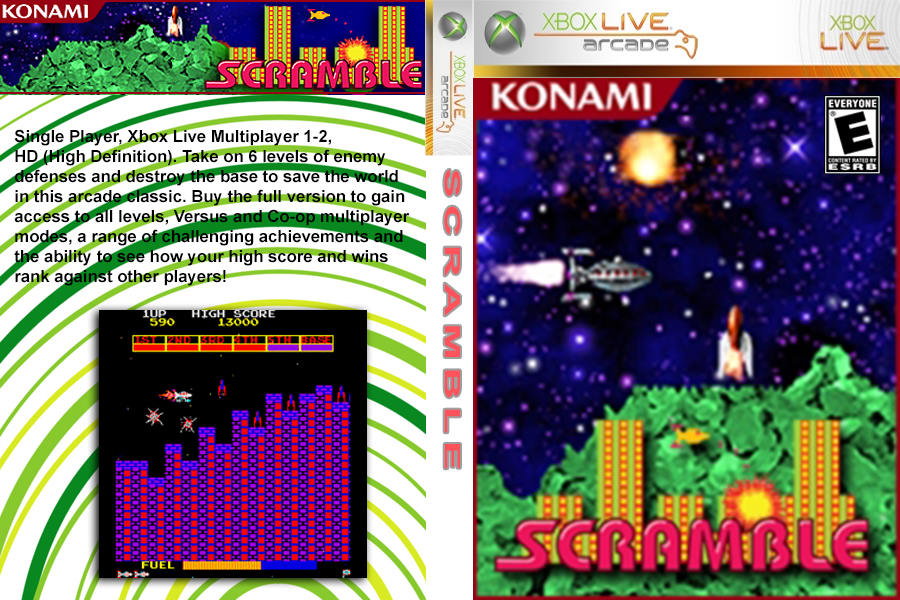 KONAMI
SCRAMBLE
Single Player, Xbox Live Multiplayer 1-2,
HD (High Definition). Take on 6 levels of enemy
defenses and destroy the base to save the world
in this arcade classic. Buy the full version to gain
access to all levels, Versus and Co-op multiplayer
modes, a range of challenging achievements and
the ability to see how your high score and wins
rank against other players!
1UP HIGH SCORE
590 13000
1ST 2ND 3RD 4TH 5TH BASE
FUEL
XBOX LIVE
arcade
SCRAMBLE
XBOX LIVE
arcade
XBOX
LIVE
KONAMI
EVERYONE
E
CONTENT RATED BY
ESRB
SCRAMBLE